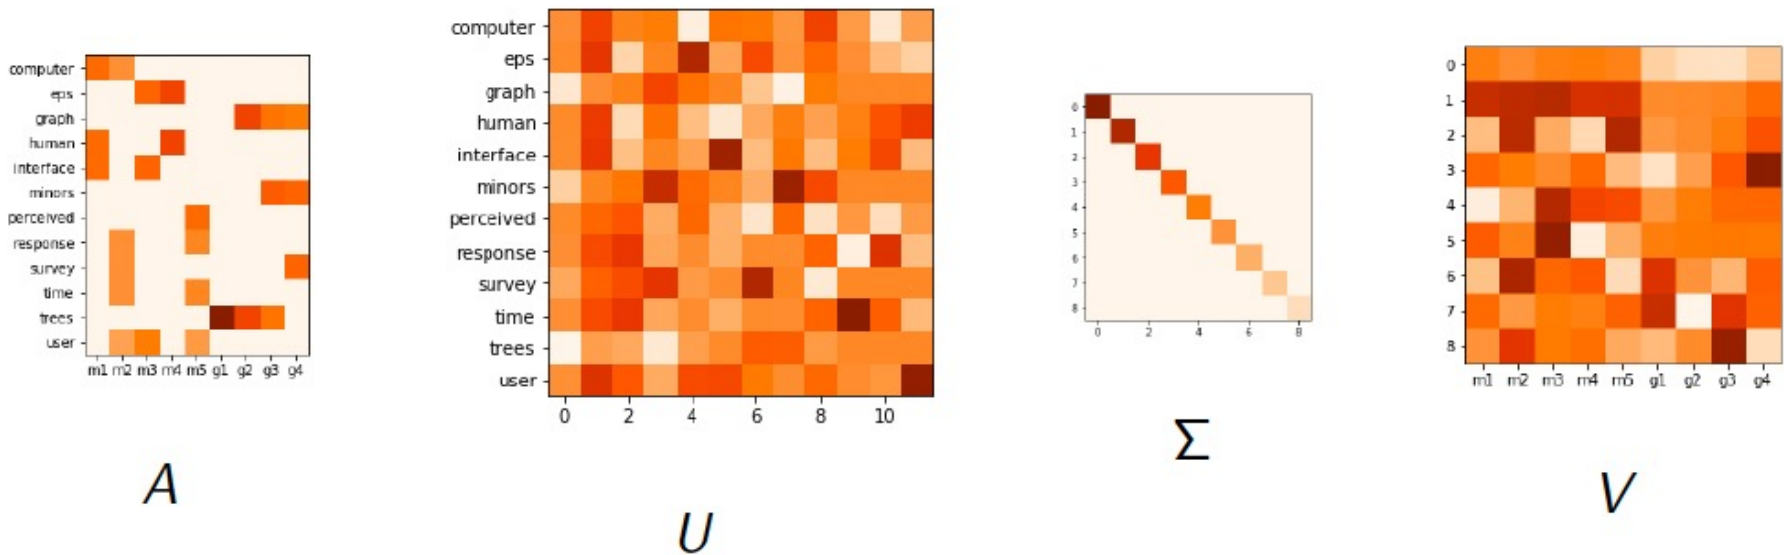 computer
eps
graph
human
interface
minors
perceived
response
survey
time
trees
user
m1 m2 m3 m4 m5 g1 g2 g3 g4
A
computer
eps
graph
human
interface
minors
perceived
response
survey
time
trees
user
0 2 4 6 8 10
U
0
1
2
3
4
5
6
7
8
0 2 4 6 8
Σ
0
1
2
3
4
5
6
7
8
m1 m2 m3 m4 m5 g1 g2 g3 g4
V